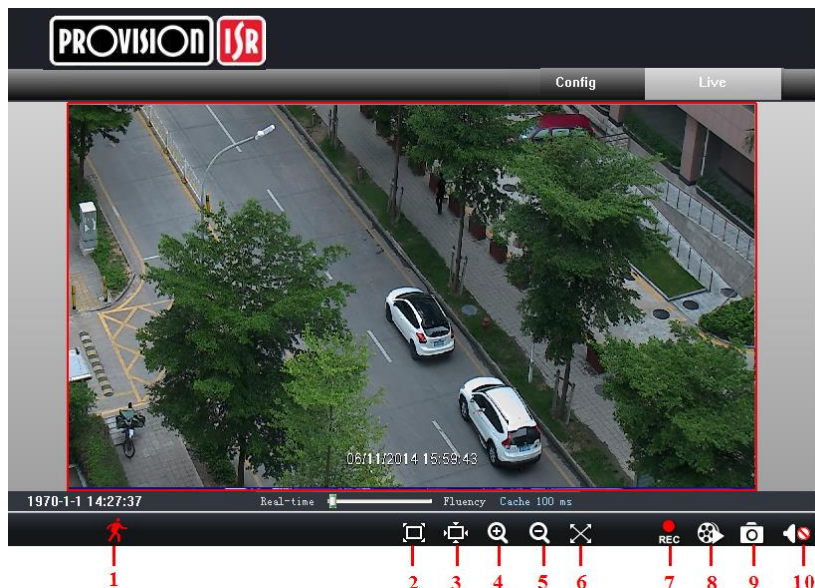 PROVISION ISR
Config Live
06/11/2014 15:59:43
1970-1-1 14:27:37 Real-time Fluency Cache 100 ms
REC
1 2 3 4 5 6 7 8 9 10